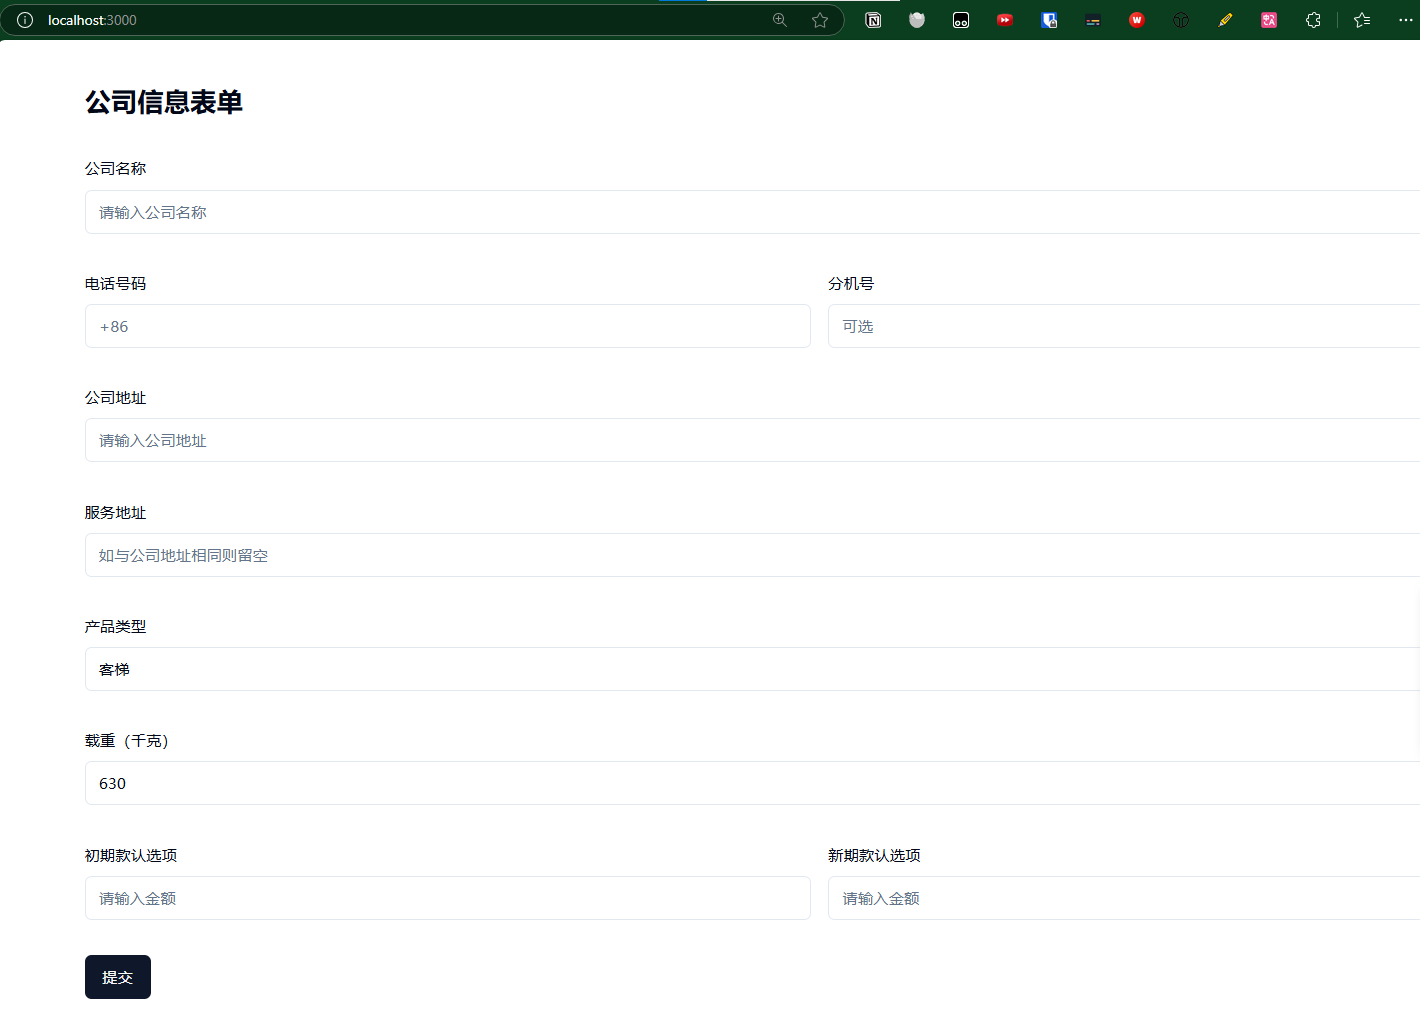 localhost:3000
公司信息表单
公司名称
请输入公司名称
电话号码 分机号
+86 可选
公司地址
请输入公司地址
服务地址
如与公司地址相同则留空
产品类型
客梯
载重（千克）
630
初期款认选项 新期款认选项
请输入金额 请输入金额
提交